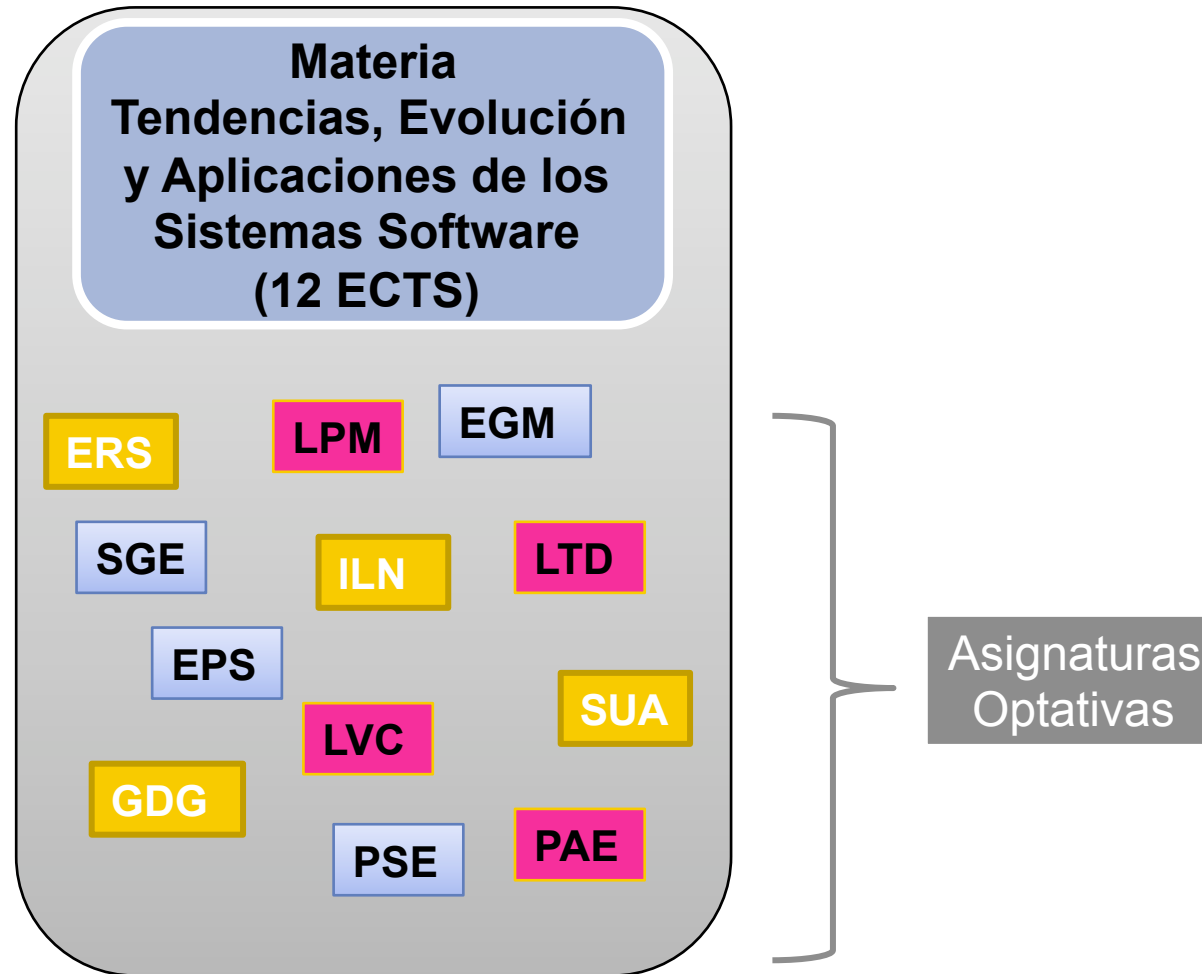 Materia
Tendencias, Evolución
y Aplicaciones de los
Sistemas Software
(12 ECTS)
ERS
LPM
EGM
SGE
ILN
LTD
EPS
LVC
SUA
GDG
PSE
PAE
Asignaturas
Optativas